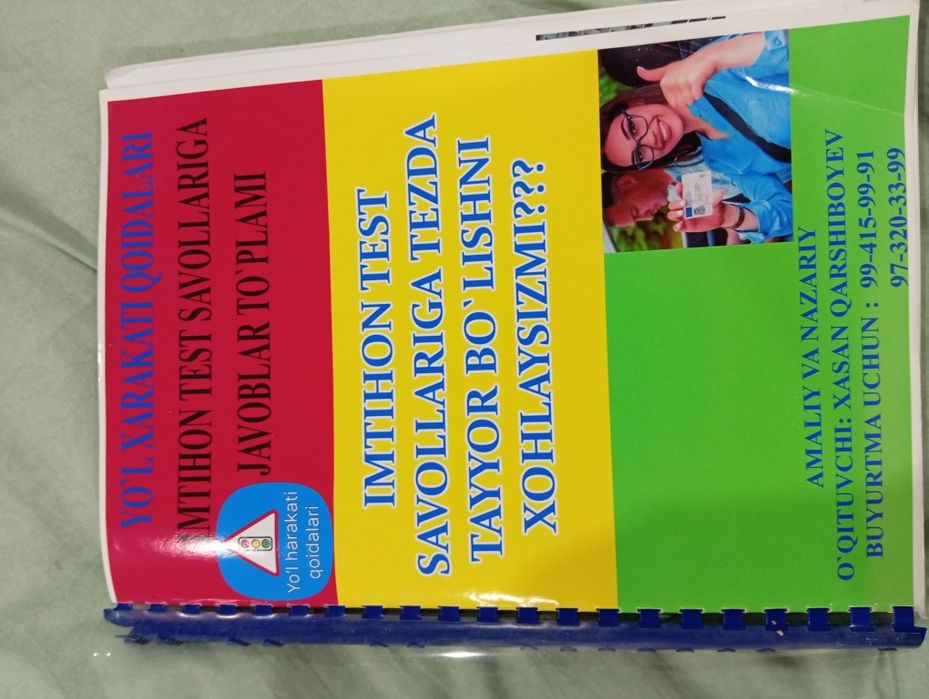 YO`L XARAKATI QOIDALARI
IMTIHON TEST SAVOLLARIGA
JAVOBLAR TO`PLAMI
Yo'l harakati
qoidalari
IMTIHON TEST
SAVOLLARIGA TEZDA
TAYYOR BO`LISHNI
XOHLAYSIZMI???
AMALIY VA NAZARIY
O`QITUVCHI: XASAN QARSHIBOYEV
BUYURTMA UCHUN : 99-415-99-91
97-320-33-99